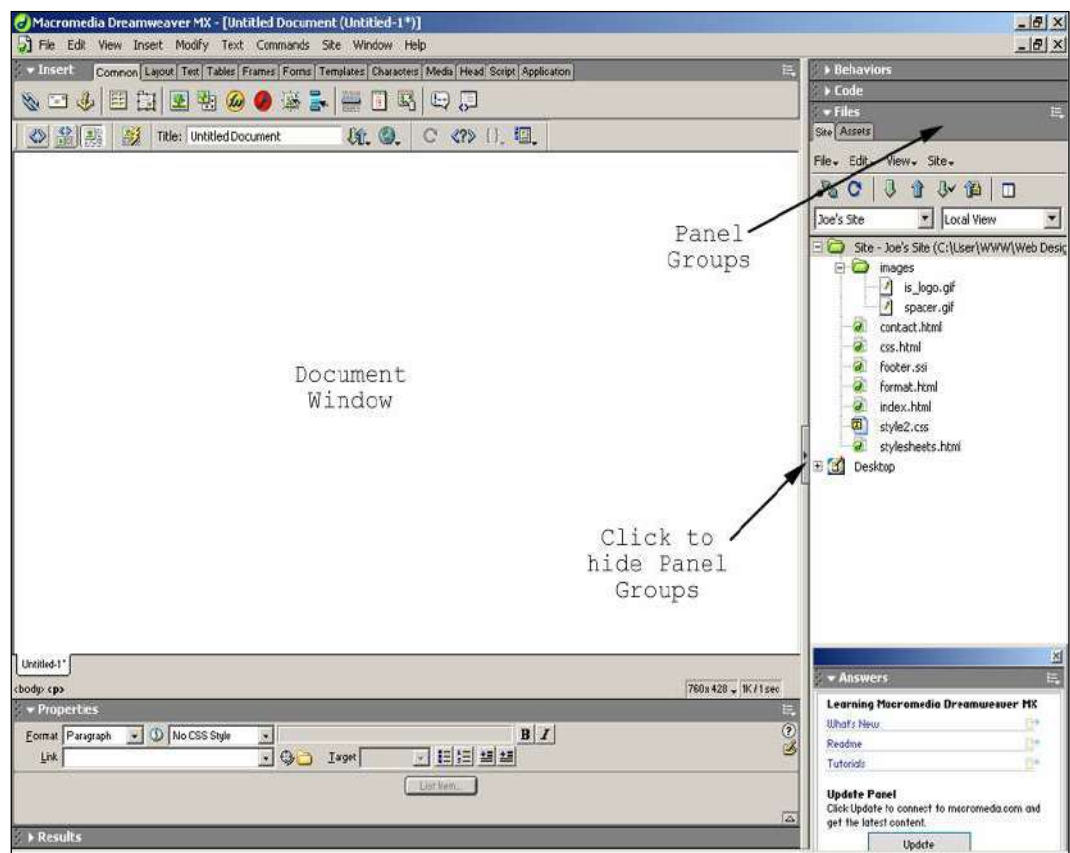 Macromedia Dreamweaver MX - [Untitled Document (Untitled-1*)]
File Edit View Insert Modify Text Commands Site Window Help
Insert Common Layout Text Tables Frames Forms Templates Characters Media Head Script Application
Title: Untitled Document
Behaviors
Code
Files
Site Assets
File Edit View Site
Joe's Site Local View
Site - Joe's Site (C:\User\WWW\Web Desig
images
is_logo.gif
spacer.gif
contact.html
css.html
footer.ssi
format.html
index.html
style2.css
stylesheets.html
Desktop
Panel
Groups
Document
Window
Click to
hide Panel
Groups
Untitled-1*
<body> <p> 760 x 428 1K / 1 sec
Properties
Format Paragraph No CSS Style B I
Link Target
List Item...
Results
Answers
Learning Macromedia Dreamweaver MX
What's New
Readme
Tutorials
Update Panel
Click Update to connect to macromedia.com and
get the latest content.
Update